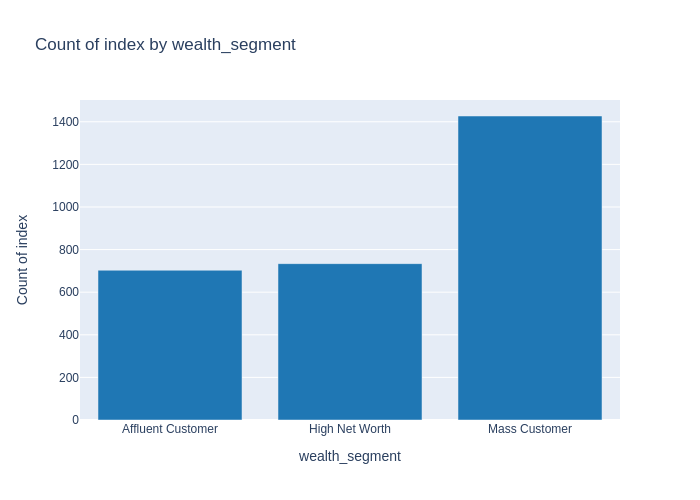 Count of index by wealth_segment
Count of index
1400
1200
1000
800
600
400
200
0
Affluent Customer
High Net Worth
Mass Customer
wealth_segment